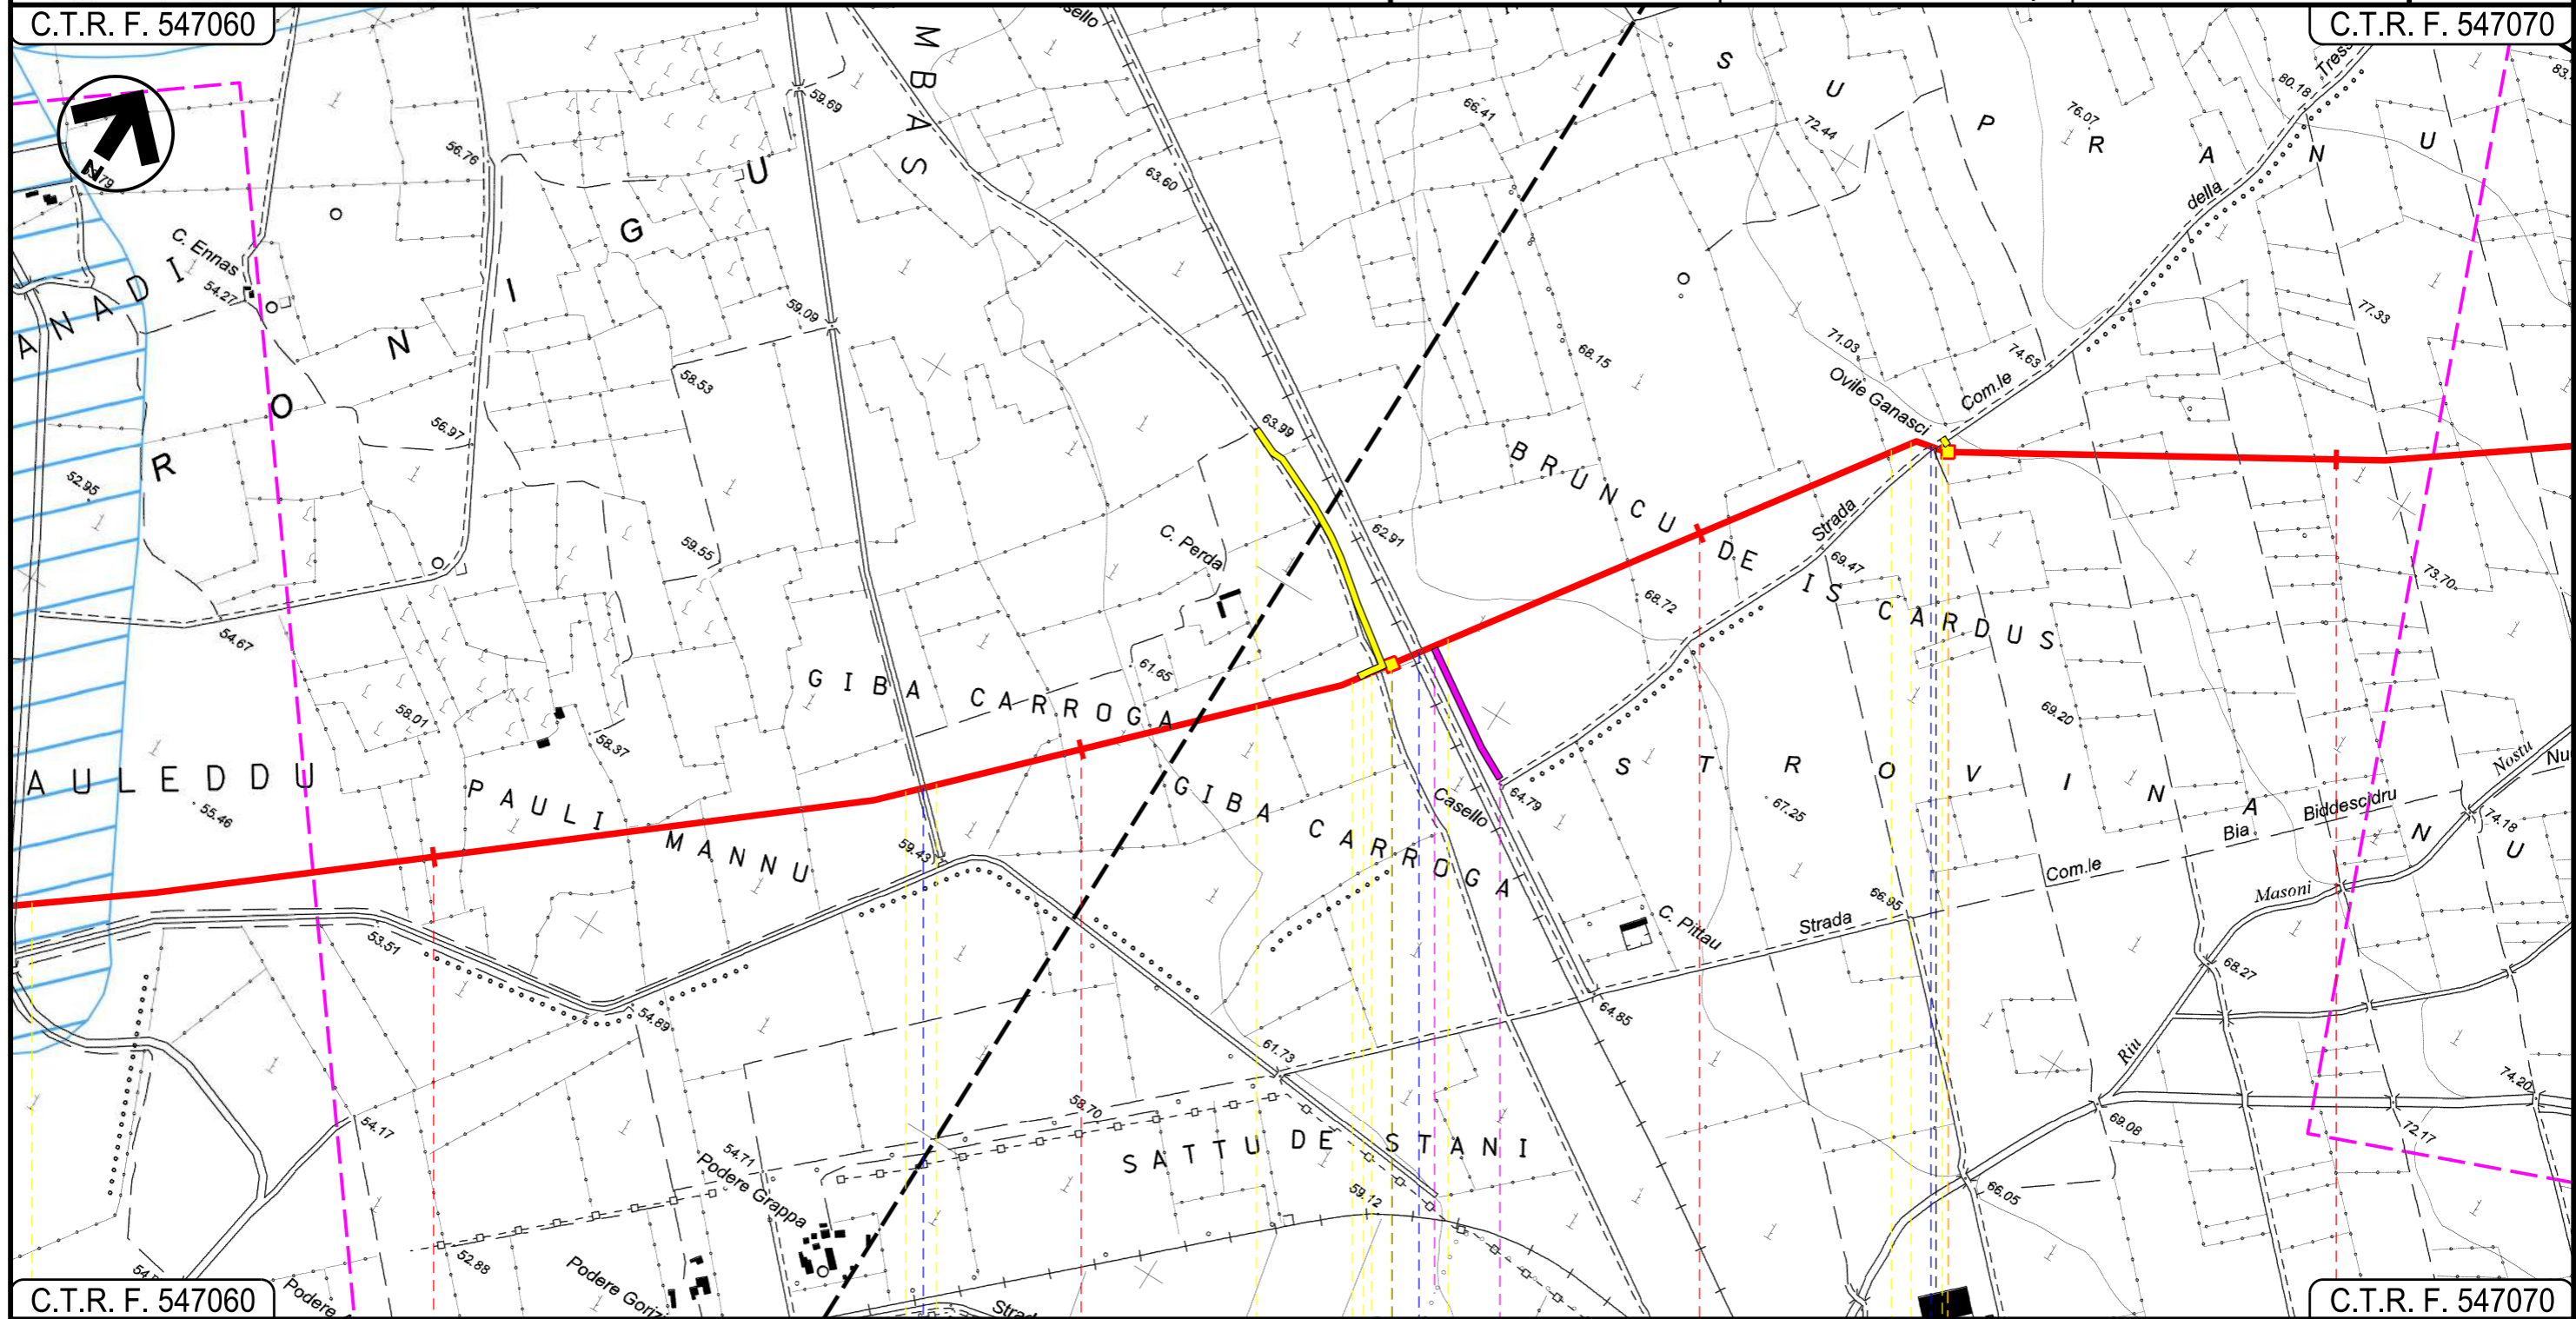 C.T.R. F. 547060
C.T.R. F. 547070
N
MBAS
59.69
56.76
63.60
66.41
72.44
76.07
80.18
della
SU PRANU
RONIGU
C. Ennas
54.27
ANADI
59.09
58.53
56.97
52.95
63.99
68.15
71.03
74.63
77.33
Ovile Ganasci
Com.le
Strada
BRUNCU DE IS CARDUS
62.91
C. Perda
59.55
54.67
69.47
68.72
73.70
61.65
GIBA CARROGA
58.01
58.37
AULEDDU
55.46
PAULI MANNU
GIBA CARROGA
Casello
64.79
STROVINA
67.25
69.20
Nostu
Bia
Biddescidru
74.18
NU
59.43
53.51
54.89
C. Pittau
Strada
66.95
Com.le
Masoni
68.27
64.85
61.73
Riu
74.20
69.08
72.17
58.70
54.17
54.71
Podere Grappa
SATTU DE STANI
59.12
66.05
52.88
Podere
C.T.R. F. 547060
C.T.R. F. 547070